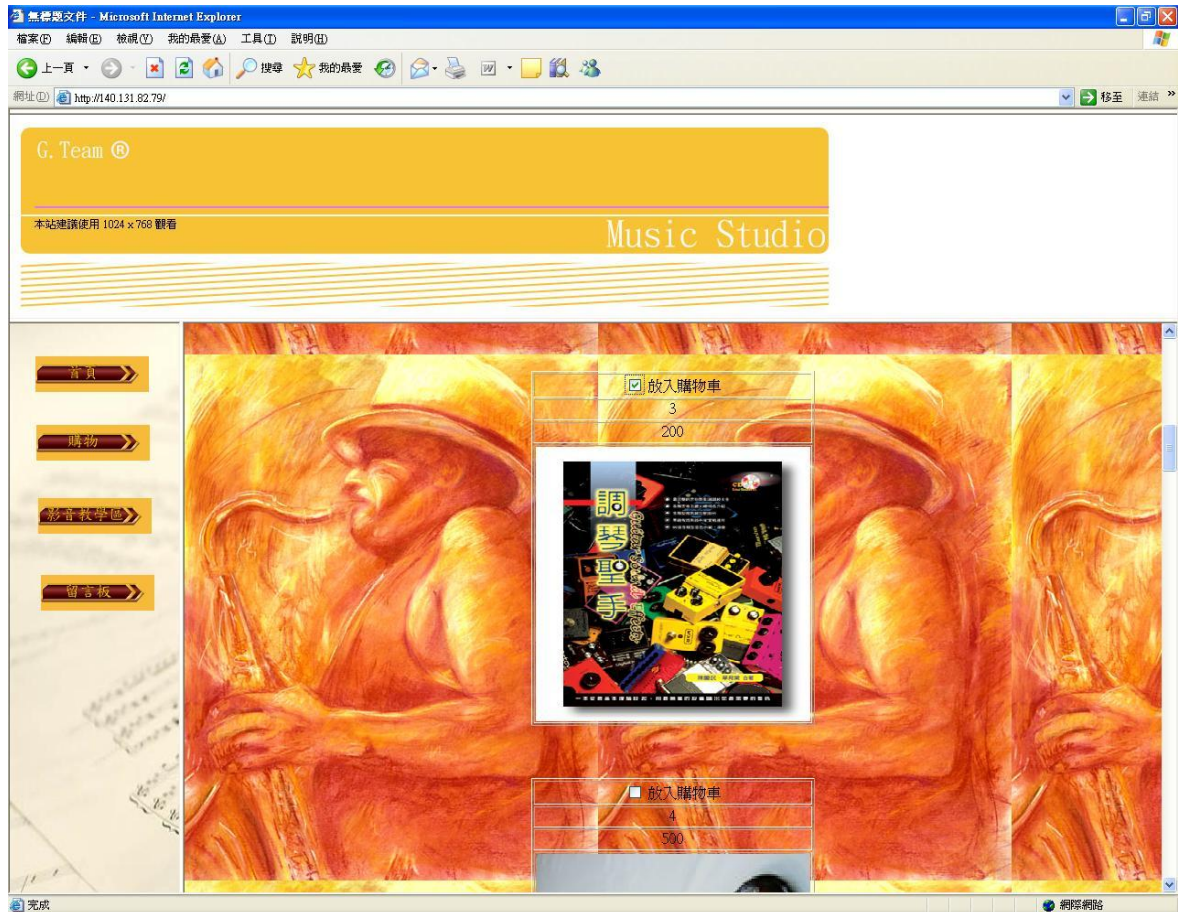 無標題文件 - Microsoft Internet Explorer
檔案(F) 編輯(E) 檢視(V) 我的最愛(A) 工具(T) 說明(H)
上一頁 搜尋 我的最愛
網址(D) http://140.131.82.79/ 移至 連結 »
G.Team ®
本站建議使用 1024 x 768 觀看
Music Studio
首頁
購物
影音教學區
留言板
放入購物車
3
200
調琴聖手
Guitar Sound Effects
放入購物車
4
500
完成 網際網路